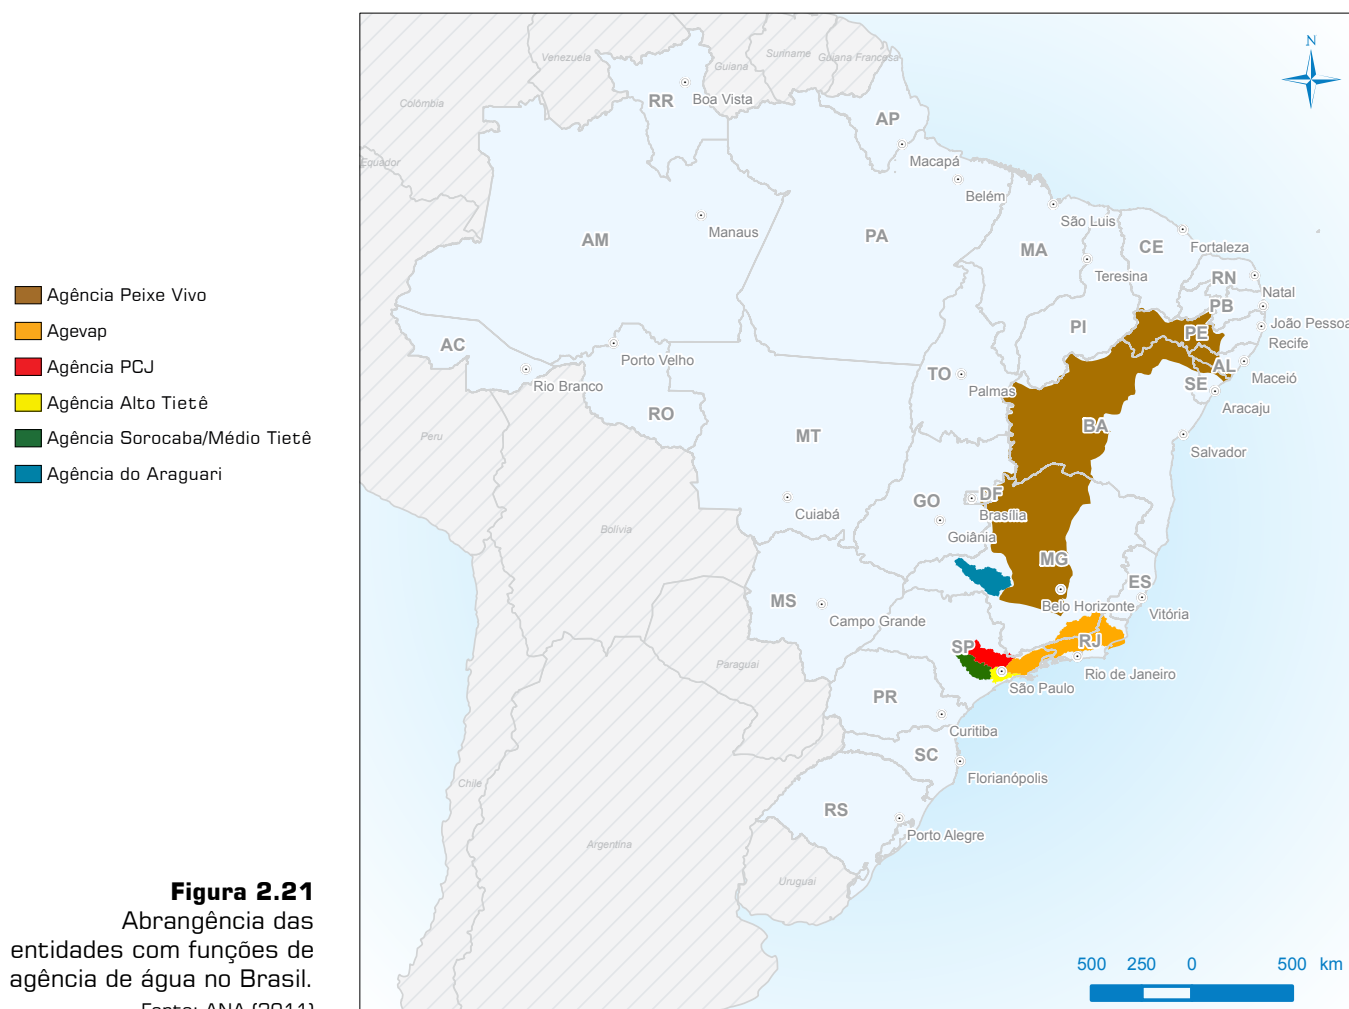 N
Venezuela
Suriname
Guiana Francesa
Guiana
Colômbia
RR
Boa Vista
AP
Macapá
Equador
Belém
São Luis
Manaus
AM
PA
MA
CE
Fortaleza
Teresina
RN
Natal
PB
João Pessoa
PI
PE
Recife
AC
Porto Velho
Rio Branco
TO
Palmas
AL
Maceió
SE
Aracaju
RO
MT
BA
Salvador
Peru
Cuiabá
GO
DF
Brasília
Goiânia
Bolívia
MG
ES
Belo Horizonte
Vitória
MS
Campo Grande
SP
RJ
Rio de Janeiro
São Paulo
Paraguai
PR
Curitiba
SC
Florianópolis
Chile
RS
Porto Alegre
Argentina
Uruguai
Agência Peixe Vivo
Agevap
Agência PCJ
Agência Alto Tietê
Agência Sorocaba/Médio Tietê
Agência do Araguari
500 250 0 500 km
Figura 2.21
Abrangência das
entidades com funções de
agência de água no Brasil.
Fonte: ANA (2011)